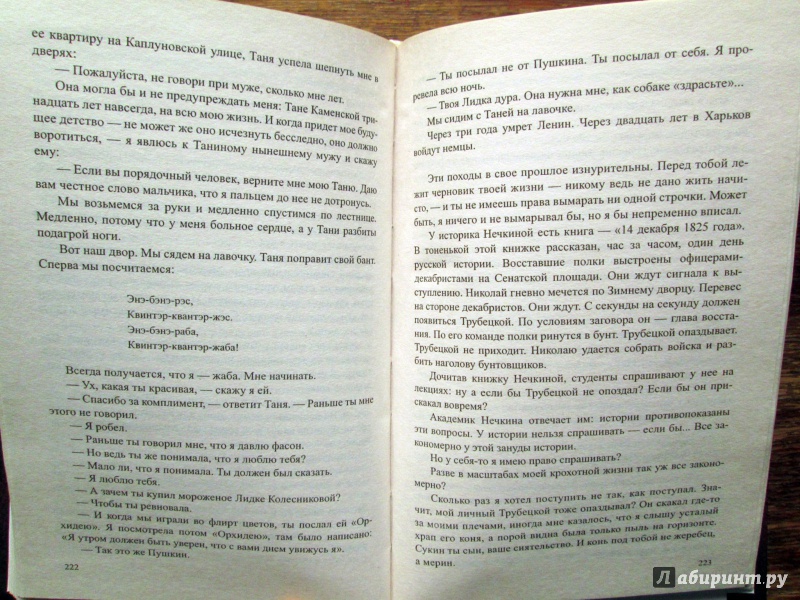 ее квартиру на Каплуновской улице, Таня успела шепнуть мне в
дверях:
— Пожалуйста, не говори при муже, сколько мне лет.
Она могла бы и не предупреждать меня: Тане Каменской три-
надцать лет навсегда, на всю мою жизнь. И когда придет мое буду-
щее детство — не может же оно исчезнуть бесследно, оно должно
воротиться, — я явлюсь к Таниному нынешнему мужу и скажу
ему:
— Если вы порядочный человек, верните мне мою Таню. Даю
вам честное слово мальчика, что я пальцем до нее не дотронусь.
Мы возьмемся за руки и медленно спустимся по лестнице.
Медленно, потому что у меня больное сердце, а у Тани разбиты
подагрой ноги.
Вот наш двор. Мы сядем на лавочку. Таня поправит свой бант.
Сперва мы посчитаемся:
Энэ-бэнэ-рэс,
Квинтэр-квантэр-жэс.
Энэ-бэнэ-раба,
Квинтэр-квантэр-жаба!
Всегда получается, что я — жаба. Мне начинать.
— Ух, какая ты красивая, — скажу я ей.
— Спасибо за комплимент, — ответит Таня. — Раньше ты мне
этого не говорил.
— Я робел.
— Раньше ты говорил мне, что я давлю фасон.
— Но ведь ты же понимала, что я люблю тебя?
— Мало ли, что я понимала. Ты должен был сказать.
— Я люблю тебя.
— А зачем ты купил мороженое Лидке Колесниковой?
— Чтобы ты ревновала.
— И когда мы играли во флирт цветов, ты послал ей «Ор-
хидею». Я посмотрела потом «Орхидею», там было написано:
«Я утром должен быть уверен, что с вами днем увижусь я».
— Так это же Пушкин.
222
— Ты посылал не от Пушкина. Ты посылал от себя. Я про-
ревела всю ночь.
— Твоя Лидка дура. Она нужна мне, как собаке «здрасьте»...
Мы сидим с Таней на лавочке.
Через три года умрет Ленин. Через двадцать лет в Харьков
войдут немцы.
Эти походы в свое прошлое изнурительны. Перед тобой ле-
жит черновик твоей жизни — никому ведь не дано жить начи-
сто, — и ты не имеешь права вымарать ни одной строчки. Может
быть, я ничего и не вымарывал бы, но я бы непременно вписал.
У историка Нечкиной есть книга — «14 декабря 1825 года».
В тоненькой этой книжке рассказан, час за часом, один день
русской истории. Восставшие полки выстроены офицерами-
декабристами на Сенатской площади. Они ждут сигнала к вы-
ступлению. Николай гневно мечется по Зимнему дворцу. Перевес
на стороне декабристов. Они ждут. С секунды на секунду должен
появиться Трубецкой. По условиям заговора он — глава восста-
ния. По его команде полки ринутся в бунт. Трубецкой опаздывает.
Трубецкой не приходит. Николаю удается собрать войска и раз-
бить наголову бунтовщиков.
Дочитав книжку Нечкиной, студенты спрашивают у нее на
лекциях: ну а если бы Трубецкой не опоздал? Если бы он при-
скакал вовремя?
Академик Нечкина отвечает им: истории противопоказаны
эти вопросы. У истории нельзя спрашивать — если бы... Все за-
кономерно у этой зануды истории.
Но у себя-то я имею право спрашивать?
Разве в масштабах моей крохотной жизни так уж все законо-
мерно?
Сколько раз я хотел поступить не так, как поступал. Зна-
чит, мой личный Трубецкой тоже опаздывал? Он скакал где-то
за моими плечами, иногда мне казалось, что я слышу усталый
храп его коня, а порой видна была только пыль на горизонте.
Сукин ты сын, ваше сиятельство! И конь под тобой не жеребец,
а мерин.
223
Лабиринт.ру